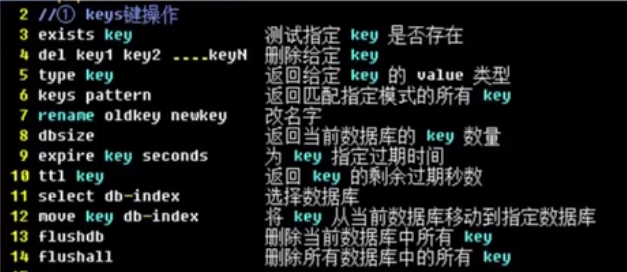 2 //① keys键操作
3 exists key 测试指定 key 是否存在
4 del key1 key2 ....keyN 删除给定 key
5 type key 返回给定 key 的 value 类型
6 keys pattern 返回匹配指定模式的所有 key
7 rename oldkey newkey 改名字
8 dbsize 返回当前数据库的 key 数量
9 expire key seconds 为 key 指定过期时间
10 ttl key 返回 key 的剩余过期秒数
11 select db-index 选择数据库
12 move key db-index 将 key 从当前数据库移动到指定数据库
13 flushdb 删除当前数据库中所有 key
14 flushall 删除所有数据库中的所有 key